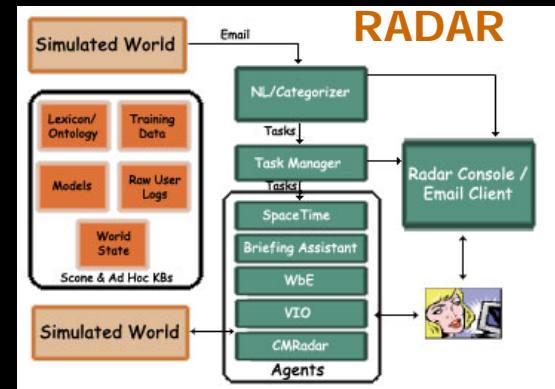 RADAR
Simulated World
Email
NL/Categorizer
Tasks
Lexicon/
Ontology
Training
Data
Models
Raw User
Logs
World
State
Scone & Ad Hoc KBs
Task Manager
Tasks
Radar Console /
Email Client
SpaceTime
Briefing Assistant
WbE
VIO
CMRadar
Agents
Simulated World